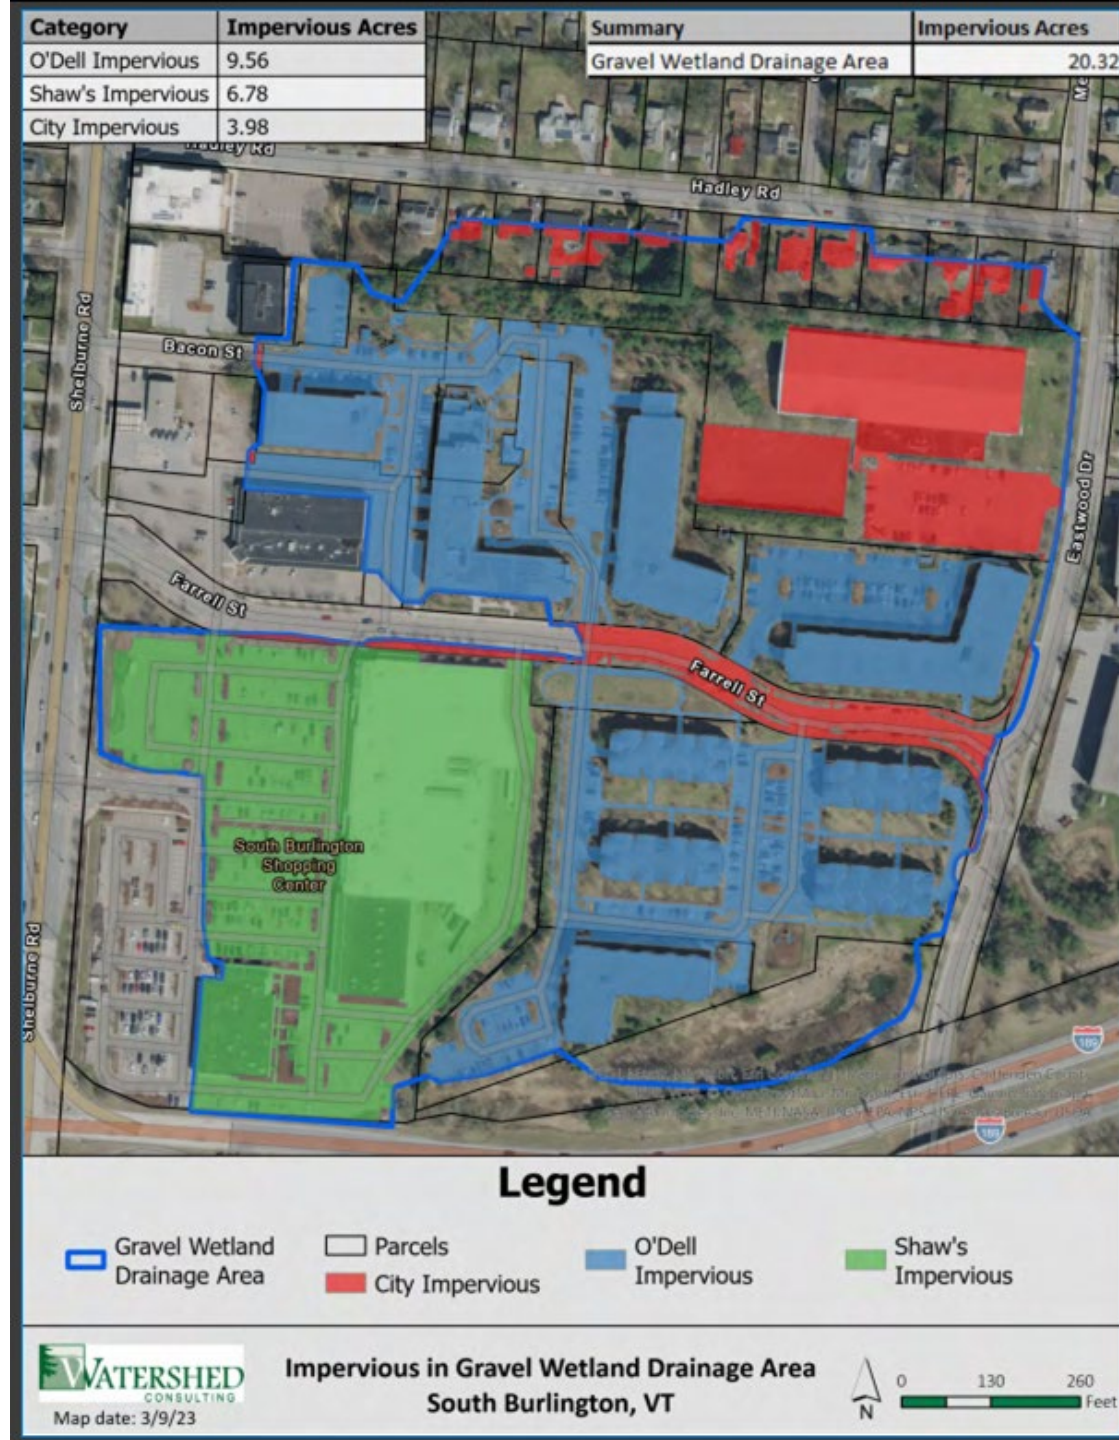 Category Impervious Acres
O'Dell Impervious 9.56
Shaw's Impervious 6.78
City Impervious 3.98
Summary Impervious Acres
Gravel Wetland Drainage Area 20.32
Hadley Rd
Hadley Rd
Shelburne Rd
Bacon St
Eastwood Dr
Farrell St
Farrell St
South Burlington
Shopping
Center
Shelburne Rd
189
189
Legend
Gravel Wetland
Drainage Area
Parcels
City Impervious
O'Dell
Impervious
Shaw's
Impervious
WATERSHED
CONSULTING
Map date: 3/9/23
Impervious in Gravel Wetland Drainage Area
South Burlington, VT
N
0 130 260
Feet